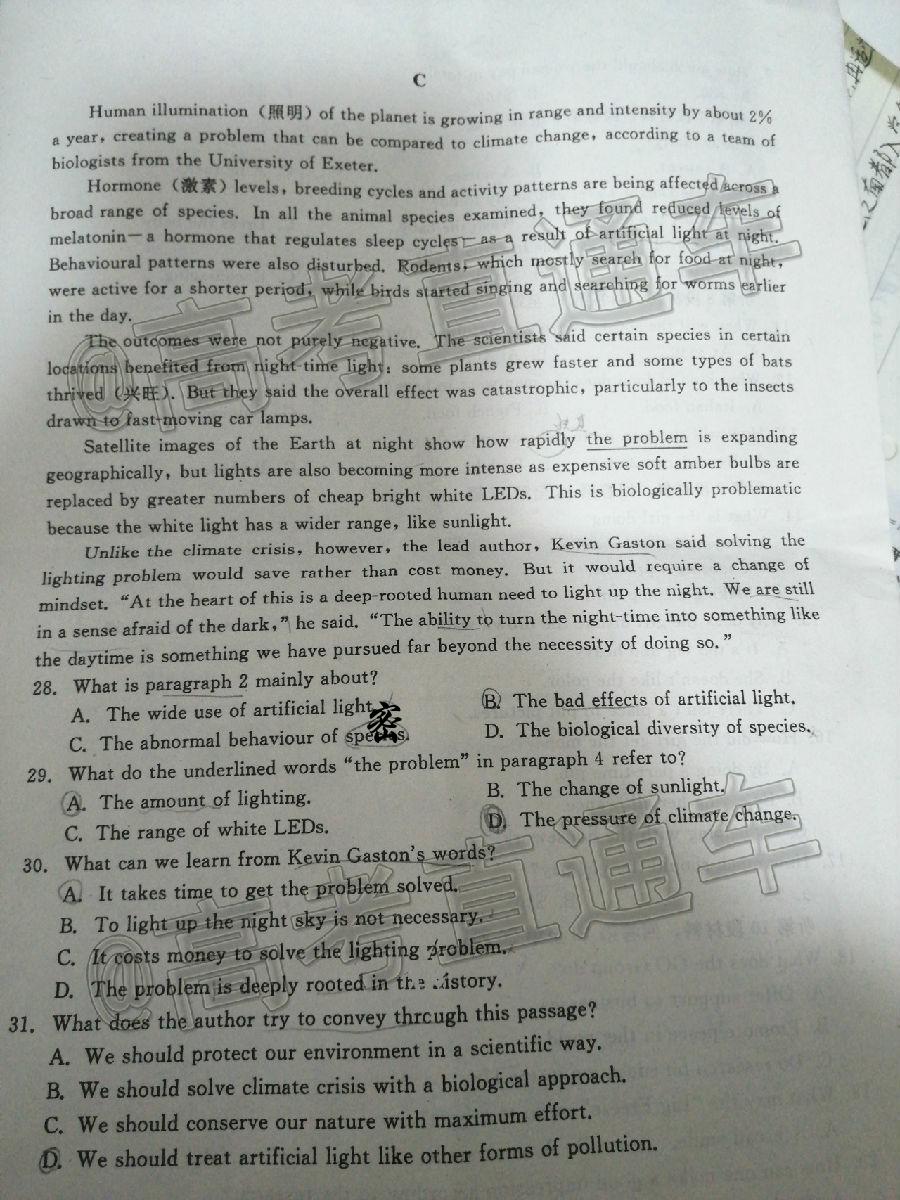 C
Human illumination（照明）of the planet is growing in range and intensity by about 2%
a year, creating a problem that can be compared to climate change, according to a team of
biologists from the University of Exeter.
Hormone（激素）levels, breeding cycles and activity patterns are being affected across a
broad range of species. In all the animal species examined, they found reduced levels of
melatonin—a hormone that regulates sleep cycles—as a result of artificial light at night.
Behavioural patterns were also disturbed. Rodents, which mostly search for food at night,
were active for a shorter period, while birds started singing and searching for worms earlier
in the day.
The outcomes were not purely negative. The scientists said certain species in certain
locations benefited from night-time light: some plants grew faster and some types of bats
thrived（兴旺）. But they said the overall effect was catastrophic, particularly to the insects
drawn to fast-moving car lamps.
Satellite images of the Earth at night show how rapidly the problem is expanding
geographically, but lights are also becoming more intense as expensive soft amber bulbs are
replaced by greater numbers of cheap bright white LEDs. This is biologically problematic
because the white light has a wider range, like sunlight.
Unlike the climate crisis, however, the lead author, Kevin Gaston said solving the
lighting problem would save rather than cost money. But it would require a change of
mindset. “At the heart of this is a deep-rooted human need to light up the night. We are still
in a sense afraid of the dark,” he said. “The ability to turn the night-time into something like
the daytime is something we have pursued far beyond the necessity of doing so.”
28. What is paragraph 2 mainly about?
A. The wide use of artificial light. B. The bad effects of artificial light.
C. The abnormal behaviour of species. D. The biological diversity of species.
密
29. What do the underlined words “the problem” in paragraph 4 refer to?
A. The amount of lighting. B. The change of sunlight.
C. The range of white LEDs. D. The pressure of climate change.
30. What can we learn from Kevin Gaston's words?
A. It takes time to get the problem solved.
B. To light up the night sky is not necessary.
C. It costs money to solve the lighting problem.
D. The problem is deeply rooted in the history.
31. What does the author try to convey through this passage?
A. We should protect our environment in a scientific way.
B. We should solve climate crisis with a biological approach.
C. We should conserve our nature with maximum effort.
D. We should treat artificial light like other forms of pollution.
@高考直通车
@高考直通车